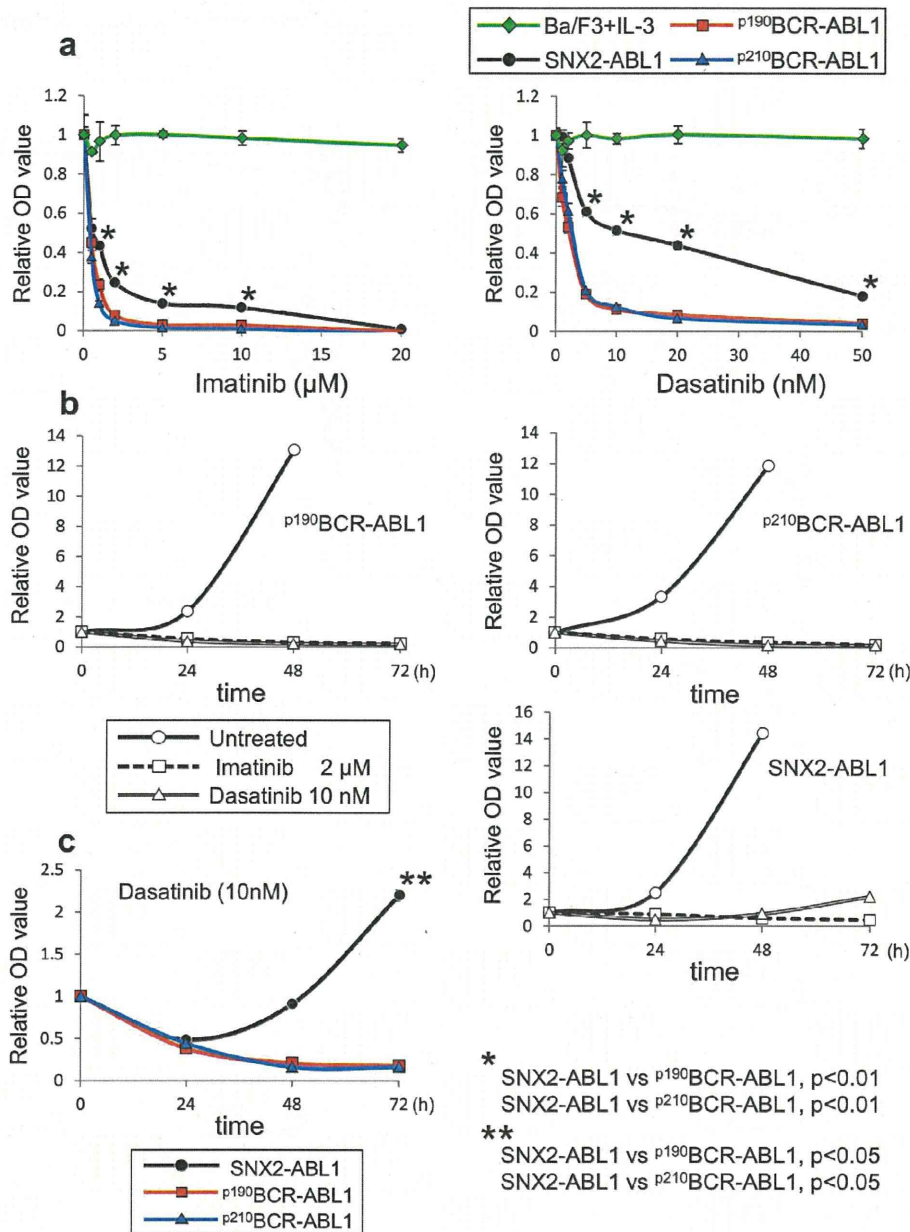 a
Ba/F3+IL-3
p190BCR-ABL1
SNX2-ABL1
p210BCR-ABL1
Relative OD value
1.2
1
0.8
0.6
0.4
0.2
0
* * * *
0 5 10 15 20
Imatinib (µM)
Relative OD value
1.2
1
0.8
0.6
0.4
0.2
0
* * * *
0 10 20 30 40 50
Dasatinib (nM)
b
Relative OD value
14
12
10
8
6
4
2
0
p190BCR-ABL1
0 24 48 72 (h)
time
Relative OD value
14
12
10
8
6
4
2
0
p210BCR-ABL1
0 24 48 72 (h)
time
Untreated
Imatinib 2 µM
Dasatinib 10 nM
Relative OD value
16
14
12
10
8
6
4
2
0
SNX2-ABL1
0 24 48 72 (h)
time
c
Relative OD value
2.5
2
1.5
1
0.5
0
Dasatinib (10nM)
**
0 24 48 72 (h)
time
SNX2-ABL1
p190BCR-ABL1
p210BCR-ABL1
*
SNX2-ABL1 vs p190BCR-ABL1, p<0.01
SNX2-ABL1 vs p210BCR-ABL1, p<0.01
**
SNX2-ABL1 vs p190BCR-ABL1, p<0.05
SNX2-ABL1 vs p210BCR-ABL1, p<0.05